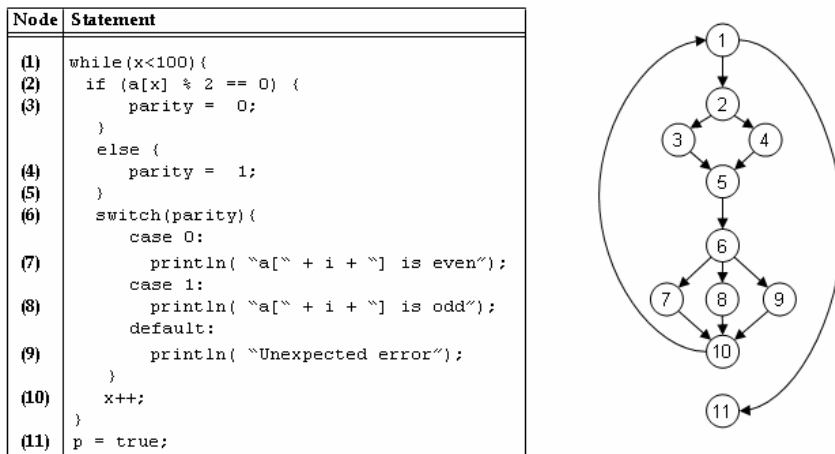 Node Statement
(1) while(x<100){
(2) if (a[x] % 2 == 0) {
(3) parity = 0;
}
else {
(4) parity = 1;
(5) }
(6) switch(parity){
case 0:
(7) println( "a[" + i + "] is even");
case 1:
(8) println( "a[" + i + "] is odd");
default:
(9) println( "Unexpected error");
}
(10) x++;
}
(11) p = true;
1
2
3 4
5
6
7 8 9
10
11